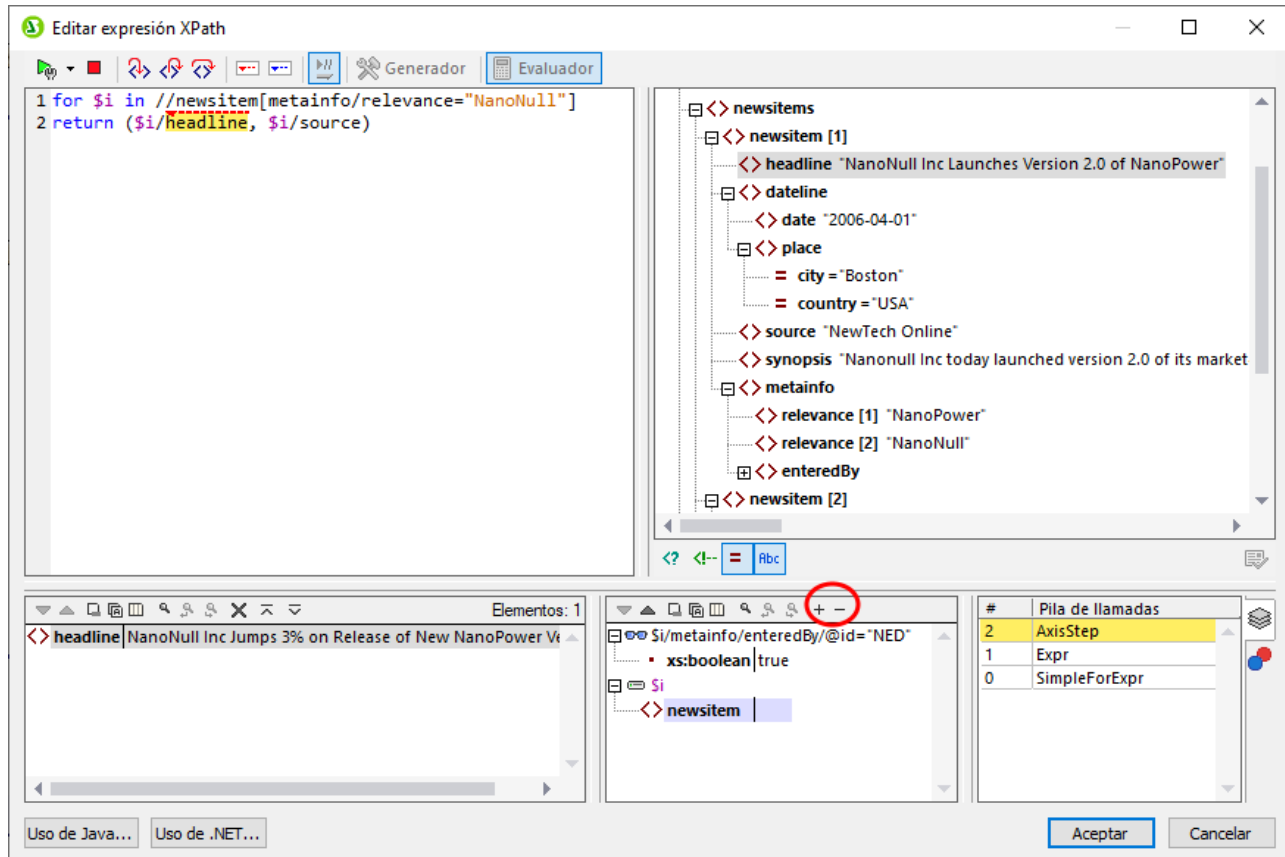 Editar expresión XPath
Generador
Evaluador
1 for $i in //newsitem[metainfo/relevance="NanoNull"]
2 return ($i/headline, $i/source)
<> newsitems
<> newsitem [1]
<> headline "NanoNull Inc Launches Version 2.0 of NanoPower"
<> dateline
<> date "2006-04-01"
<> place
= city ="Boston"
= country ="USA"
<> source "NewTech Online"
<> synopsis "Nanonull Inc today launched version 2.0 of its market
<> metainfo
<> relevance [1] "NanoPower"
<> relevance [2] "NanoNull"
<> enteredBy
<> newsitem [2]
<? <!-- = Abc
Elementos: 1
<> headline NanoNull Inc Jumps 3% on Release of New NanoPower Ve
$i/metainfo/enteredBy/@id="NED"
xs:boolean true
$i
<> newsitem
# Pila de llamadas
2 AxisStep
1 Expr
0 SimpleForExpr
Uso de Java...
Uso de .NET...
Aceptar
Cancelar